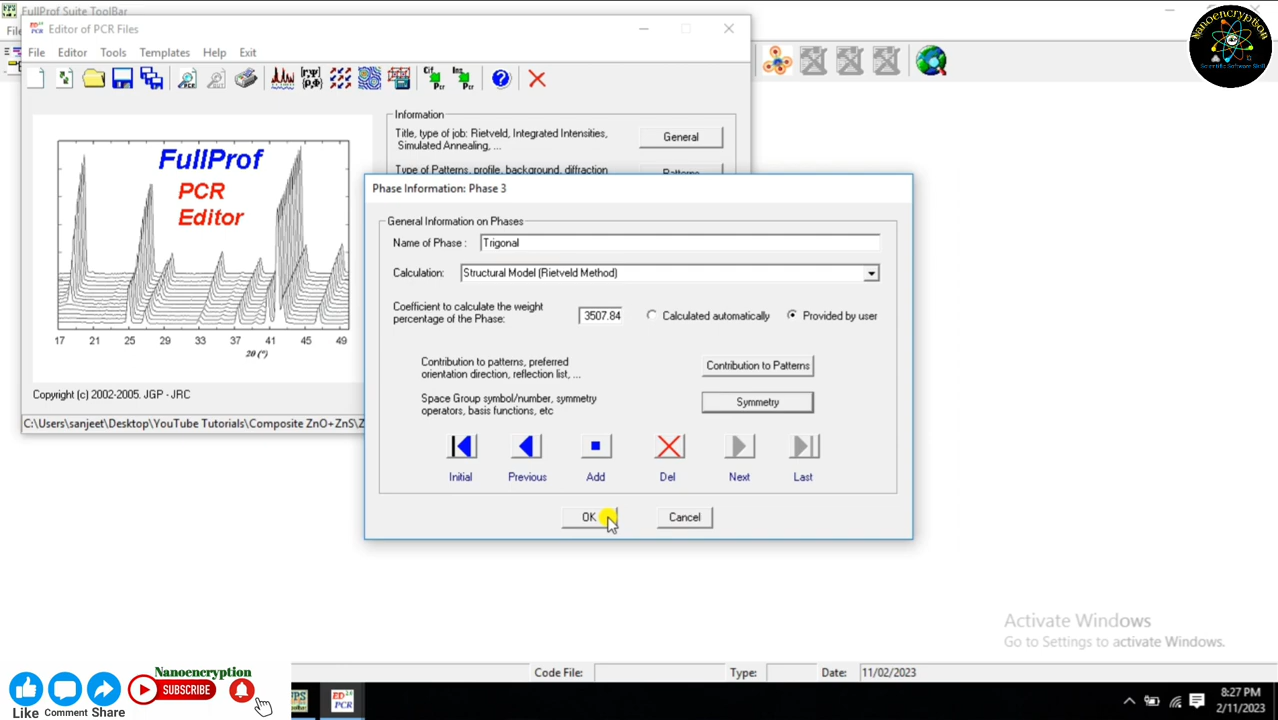 FullProf Suite ToolBar
Editor of PCR Files
File Editor Tools Templates Help Exit
Information
Title, type of job: Rietveld, Integrated Intensities,
Simulated Annealing, ...
General
Type of Patterns, profile, background, diffraction
Patterns
FullProf
PCR
Editor
17 21 25 29 33 37 41 45 49
2θ (°)
Copyright (c) 2002-2005. JGP - JRC
C:\Users\sanjeet\Desktop\YouTube Tutorials\Composite ZnO+ZnS\Z
Phase Information: Phase 3
General Information on Phases
Name of Phase : Trigonal
Calculation: Structural Model (Rietveld Method)
Coefficient to calculate the weight
percentage of the Phase:
3507.84
Calculated automatically
Provided by user
Contribution to patterns, preferred
orientation direction, reflection list, ...
Contribution to Patterns
Space Group symbol/number, symmetry
operators, basis functions, etc
Symmetry
Initial Previous Add Del Next Last
OK Cancel
Nanoencryption
Scientific Software Skill
Activate Windows
Go to Settings to activate Windows.
Code File: Type: Date: 11/02/2023
Nanoencryption
SUBSCRIBE
Like Comment Share
8:27 PM
2/11/2023